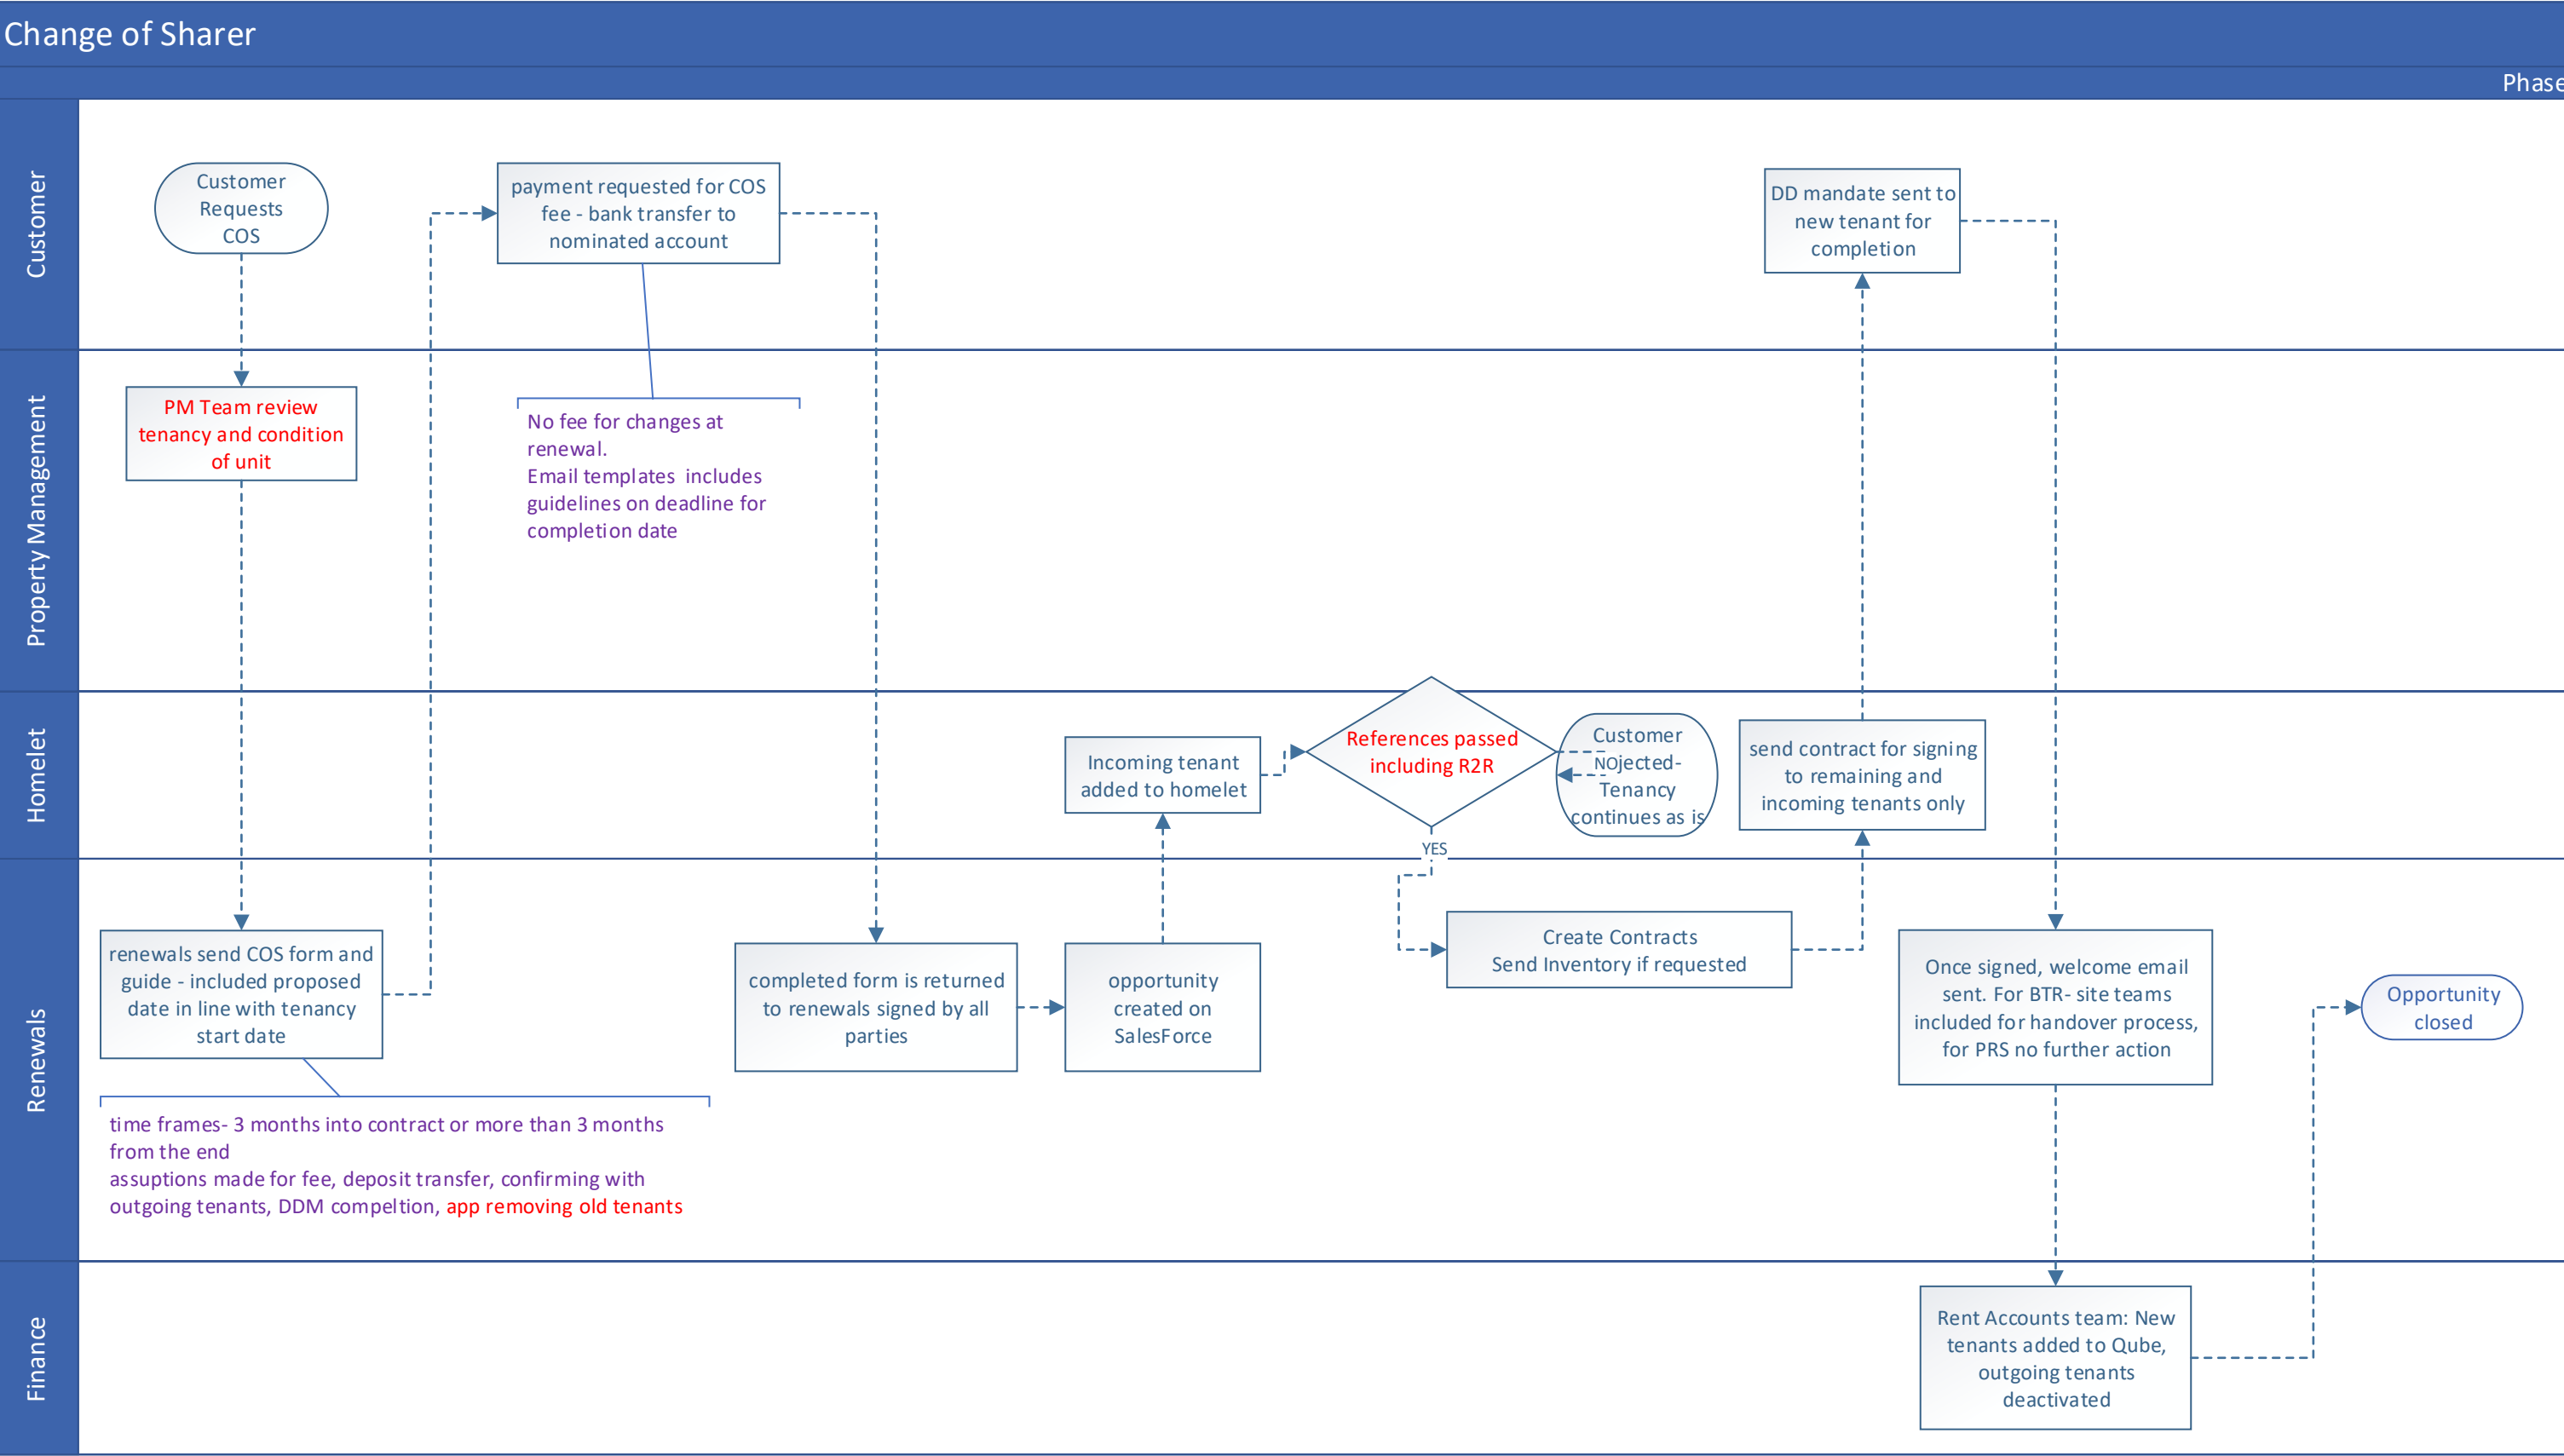 Change of Sharer
Phase
Customer
Customer
Requests
COS
payment requested for COS
fee - bank transfer to
nominated account
DD mandate sent to
new tenant for
completion
Property Management
PM Team review
tenancy and condition
of unit
No fee for changes at
renewal.
Email templates  includes
guidelines on deadline for
completion date
Homelet
Incoming tenant
added to homelet
References passed
including R2R
NO
Customer
jected-
Tenancy
continues as is
send contract for signing
to remaining and
incoming tenants only
YES
Renewals
renewals send COS form and
guide - included proposed
date in line with tenancy
start date
completed form is returned
to renewals signed by all
parties
opportunity
created on
SalesForce
Create Contracts
Send Inventory if requested
Once signed, welcome email
sent. For BTR- site teams
included for handover process,
for PRS no further action
Opportunity
closed
time frames- 3 months into contract or more than 3 months
from the end
assuptions made for fee, deposit transfer, confirming with
outgoing tenants, DDM compeltion, app removing old tenants
Finance
Rent Accounts team: New
tenants added to Qube,
outgoing tenants
deactivated